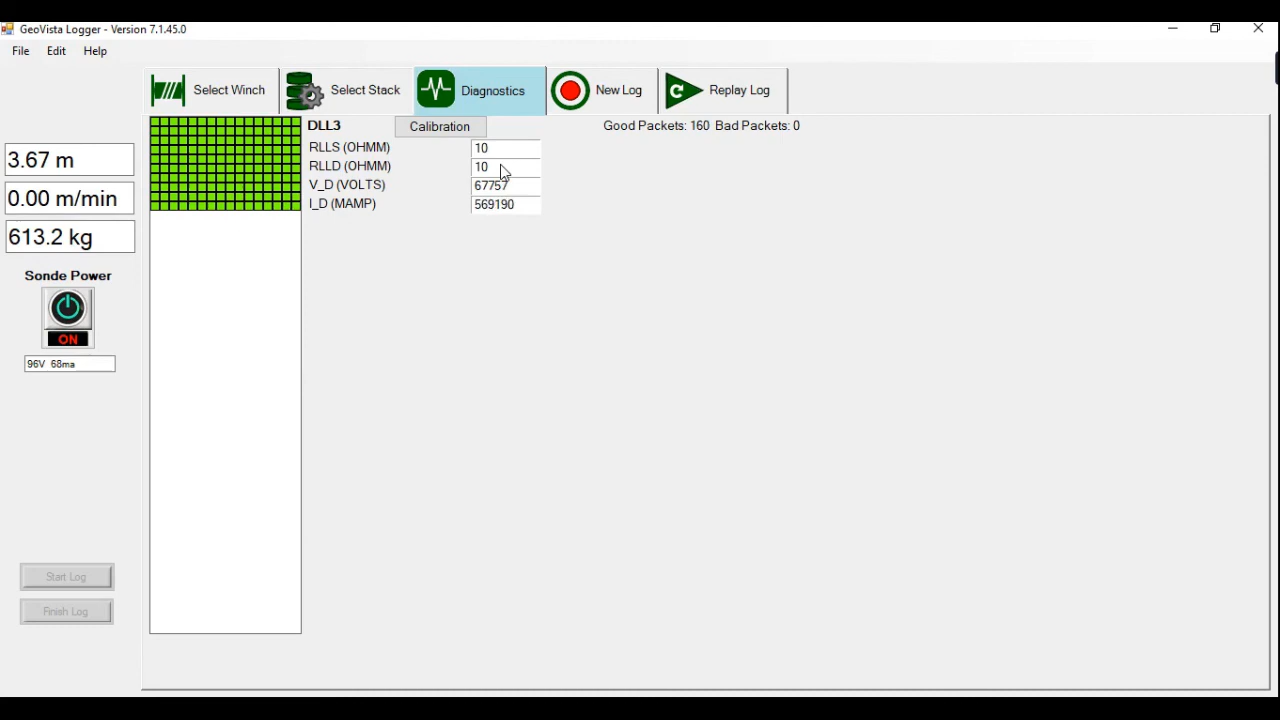 GeoVista Logger - Version 7.1.45.0
File Edit Help
Select Winch Select Stack Diagnostics New Log Replay Log
DLL3 Calibration Good Packets: 160 Bad Packets: 0
RLLS (OHMM) 10
RLLD (OHMM) 10
V_D (VOLTS) 67757
I_D (MAMP) 569190
3.67 m
0.00 m/min
613.2 kg
Sonde Power
ON
96V 68ma
Start Log
Finish Log